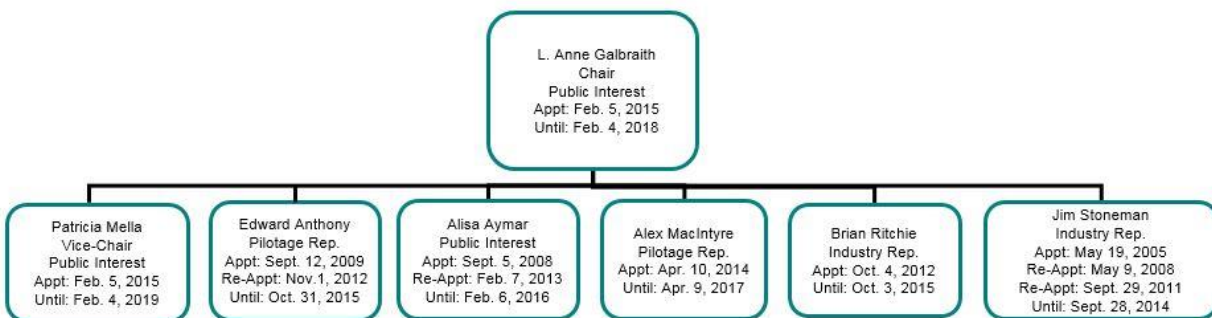 L. Anne Galbraith
Chair
Public Interest
Appt: Feb. 5, 2015
Until: Feb. 4, 2018
Patricia Mella
Vice-Chair
Public Interest
Appt: Feb. 5, 2015
Until: Feb. 4, 2019
Edward Anthony
Pilotage Rep.
Appt: Sept. 12, 2009
Re-Appt: Nov.1, 2012
Until: Oct. 31, 2015
Alisa Aymar
Public Interest
Appt: Sept. 5, 2008
Re-Appt: Feb. 7, 2013
Until: Feb. 6, 2016
Alex MacIntyre
Pilotage Rep.
Appt: Apr. 10, 2014
Until: Apr. 9, 2017
Brian Ritchie
Industry Rep.
Appt: Oct. 4, 2012
Until: Oct. 3, 2015
Jim Stoneman
Industry Rep.
Appt: May 19, 2005
Re-Appt: May 9, 2008
Re-Appt: Sept. 29, 2011
Until: Sept. 28, 2014